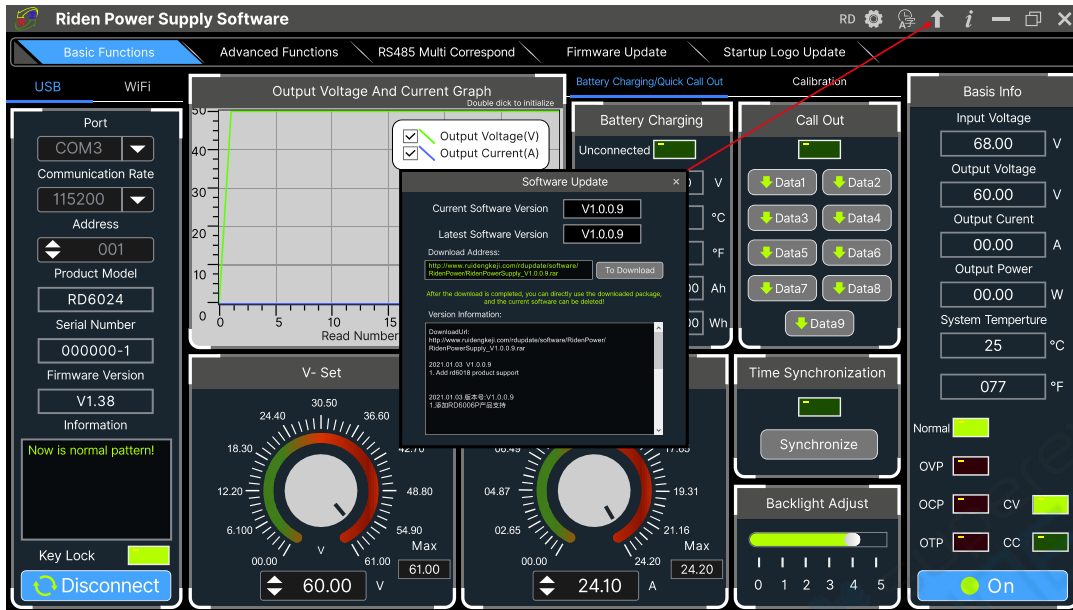 Riden Power Supply Software
RD
Basic Functions
Advanced Functions
RS485 Multi Correspond
Firmware Update
Startup Logo Update
USB
WiFi
Port
COM3
Communication Rate
115200
Address
001
Product Model
RD6024
Serial Number
000000-1
Firmware Version
V1.38
Information
Now is normal pattern!
Key Lock
Disconnect
Output Voltage And Current Graph
Double dick to initialize
50
40
30
20
10
0
0
5
10
15
Read Number
Output Voltage(V)
Output Current(A)
Battery Charging/Quick Call Out
Calibration
Battery Charging
Unconnected
V
°C
°F
Ah
Wh
Call Out
Data1
Data2
Data3
Data4
Data5
Data6
Data7
Data8
Data9
Software Update
Current Software Version
V1.0.0.9
Latest Software Version
V1.0.0.9
Download Address:
http://www.ruidengkeji.com/rdupdate/software/
RidenPower/RidenPowerSupply_V1.0.0.9.rar
To Download
After the download is completed, you can directly use the downloaded package,
and the current software can be deleted!
Version Information:
DownloadUrl:
http://www.ruidengkeji.com/rdupdate/software/RidenPower/
RidenPowerSupply_V1.0.0.9.rar
2021.01.03 V1.0.0.9
1. Add rd6018 product support
2021.01.03 版本号:V1.0.0.9
1.添加RD6006P产品支持
V- Set
00.00
6.100
12.20
18.30
24.40
30.50
36.60
42.70
48.80
54.90
61.00
V
Max
61.00
60.00
V
00.00
02.65
04.87
19.31
21.16
24.20
Max
24.20
24.10
A
Time Synchronization
Synchronize
Backlight Adjust
0 1 2 3 4 5
Basis Info
Input Voltage
68.00 V
Output Voltage
60.00 V
Output Curent
00.00 A
Output Power
00.00 W
System Temperture
25 °C
077 °F
Normal
OVP
OCP
CV
OTP
CC
On